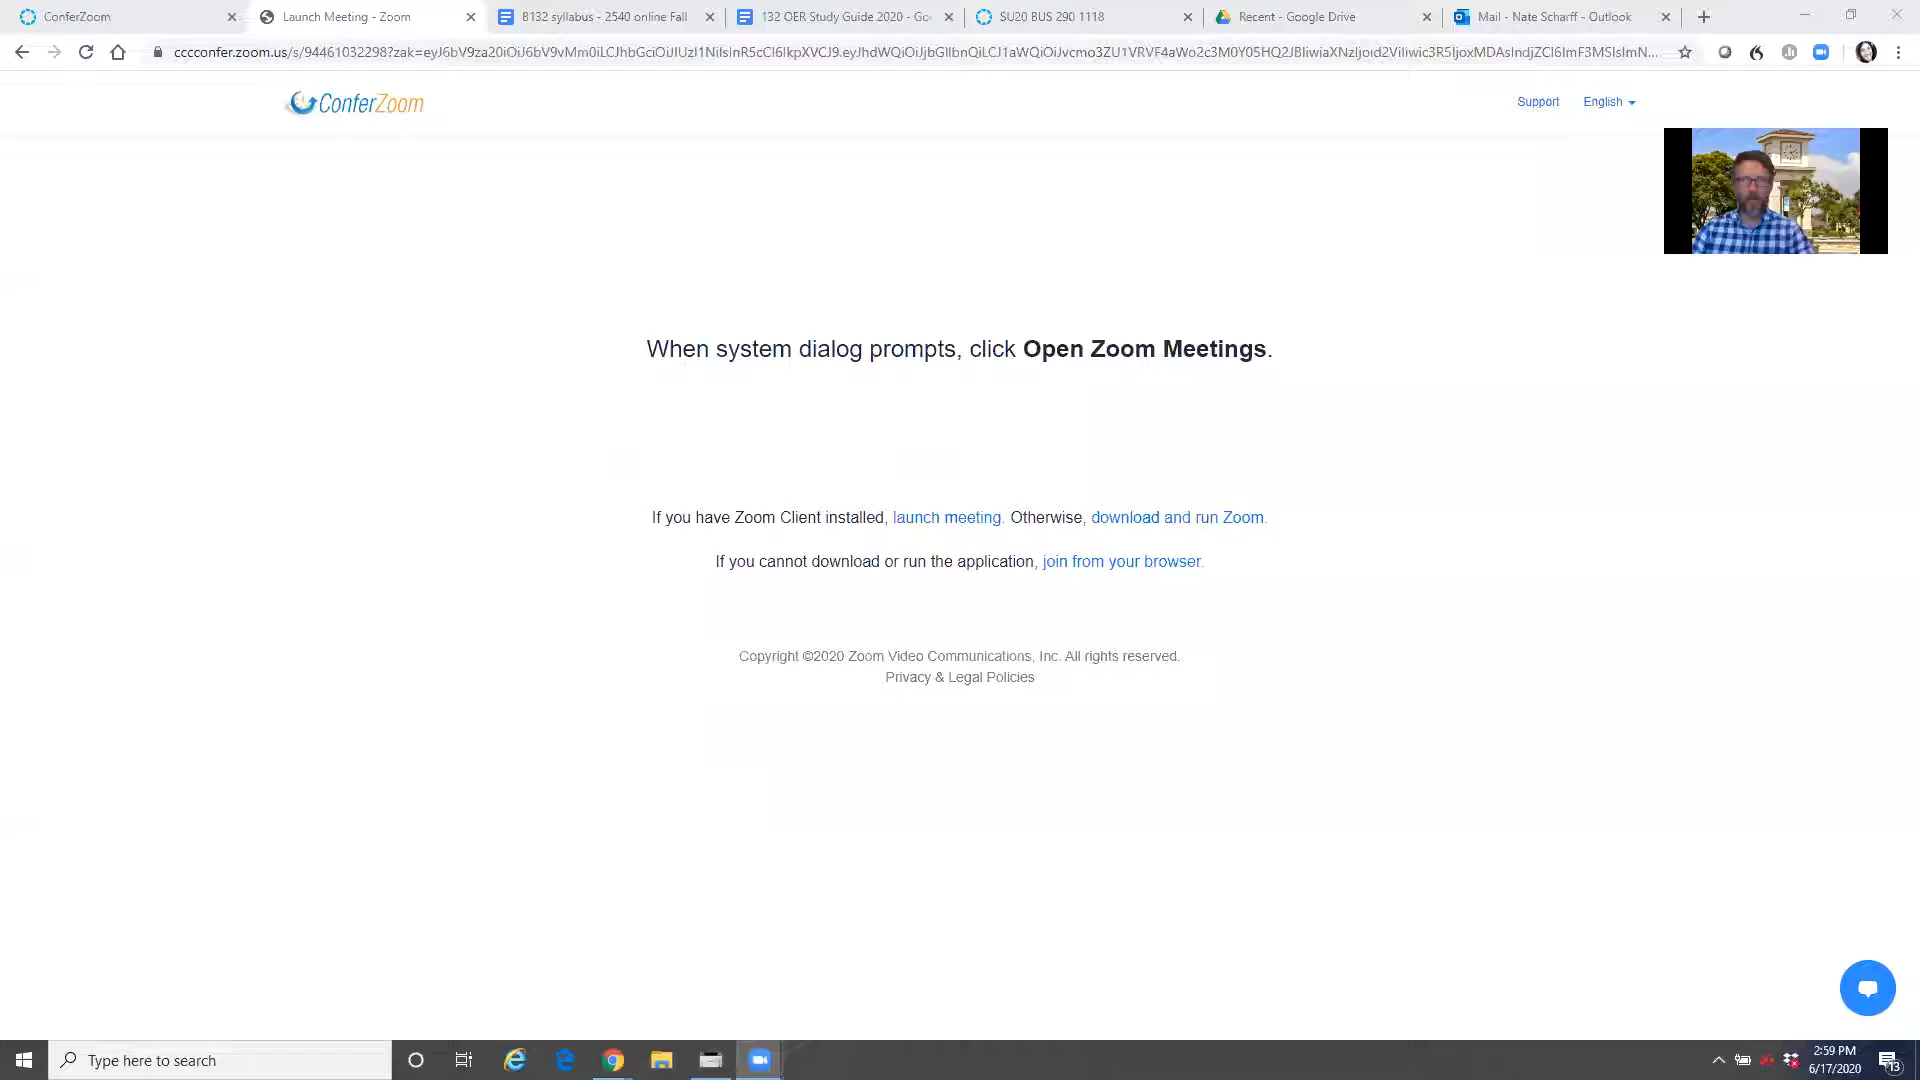 ConferZoom
Launch Meeting - Zoom
B132 syllabus - 2540 online Fall
132 OER Study Guide 2020 - Go
SU20 BUS 290 1118
Recent - Google Drive
Mail - Nate Scharff - Outlook
ConferZoom
Support
English
When system dialog prompts, click Open Zoom Meetings.
If you have Zoom Client installed, launch meeting. Otherwise, download and run Zoom.
If you cannot download or run the application, join from your browser.
Copyright ©2020 Zoom Video Communications, Inc. All rights reserved.
Privacy & Legal Policies
Type here to search
2:59 PM
6/17/2020
13